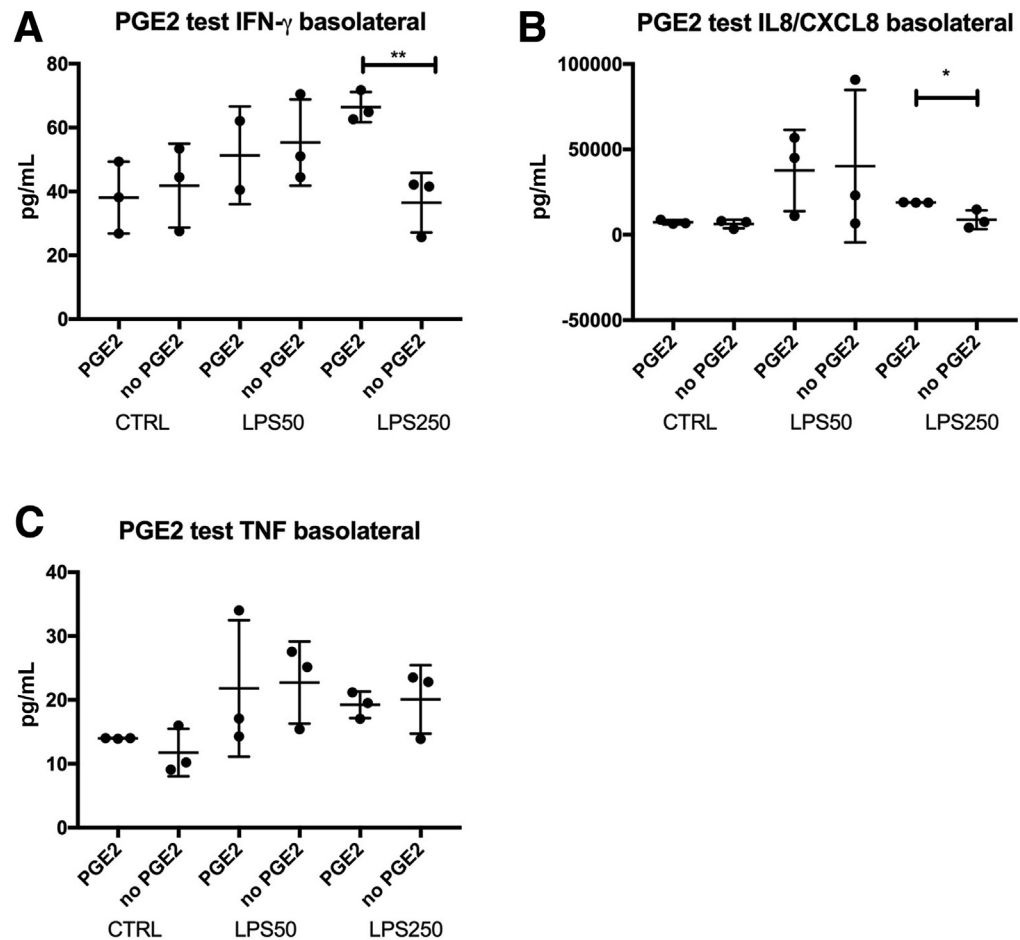 A
PGE2 test IFN-γ basolateral
pg/mL
80
60
40
20
0
**
PGE2
no PGE2
PGE2
no PGE2
PGE2
no PGE2
CTRL
LPS50
LPS250
B
PGE2 test IL8/CXCL8 basolateral
pg/mL
100000
50000
0
-50000
*
PGE2
no PGE2
PGE2
no PGE2
PGE2
no PGE2
CTRL
LPS50
LPS250
C
PGE2 test TNF basolateral
pg/mL
40
30
20
10
0
PGE2
no PGE2
PGE2
no PGE2
PGE2
no PGE2
CTRL
LPS50
LPS250